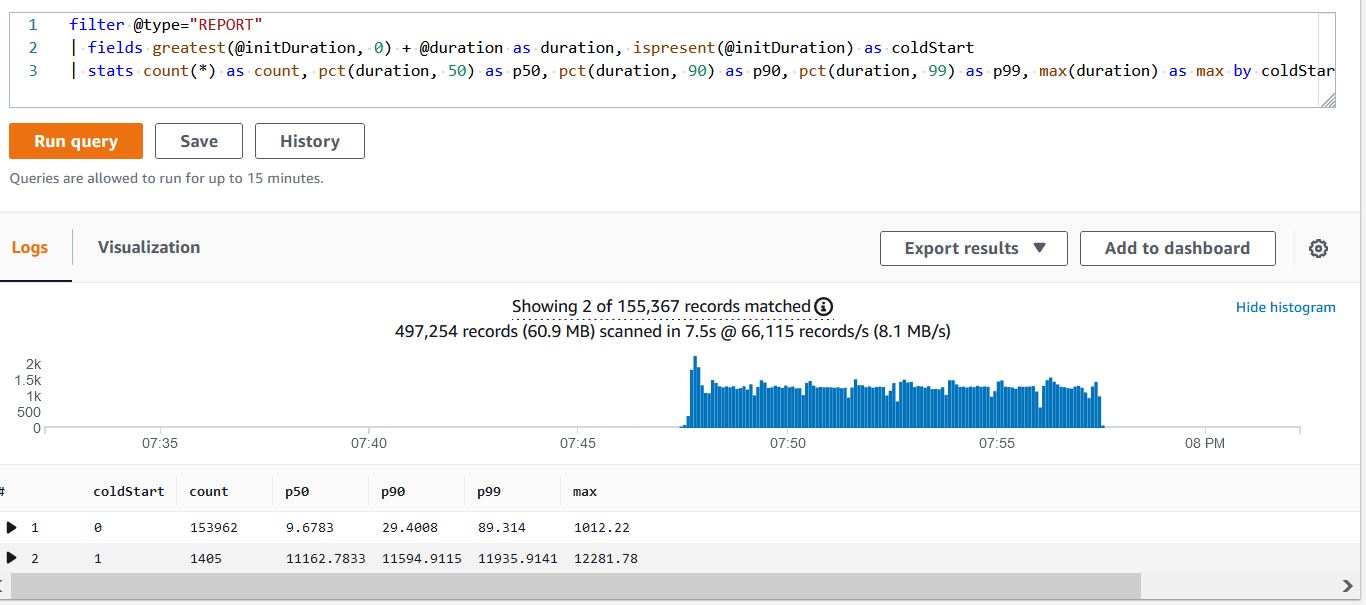 1 filter @type="REPORT"
2 | fields greatest(@initDuration, 0) + @duration as duration, ispresent(@initDuration) as coldStart
3 | stats count(*) as count, pct(duration, 50) as p50, pct(duration, 90) as p90, pct(duration, 99) as p99, max(duration) as max by coldStar
Run query Save History
Queries are allowed to run for up to 15 minutes.
Logs Visualization Export results ▼ Add to dashboard
Showing 2 of 155,367 records matched
Hide histogram
497,254 records (60.9 MB) scanned in 7.5s @ 66,115 records/s (8.1 MB/s)
2k
1.5k
1k
500
0
07:35 07:40 07:45 07:50 07:55 08 PM
# coldStart count p50 p90 p99 max
1 0 153962 9.6783 29.4008 89.314 1012.22
2 1 1405 11162.7833 11594.9115 11935.9141 12281.78